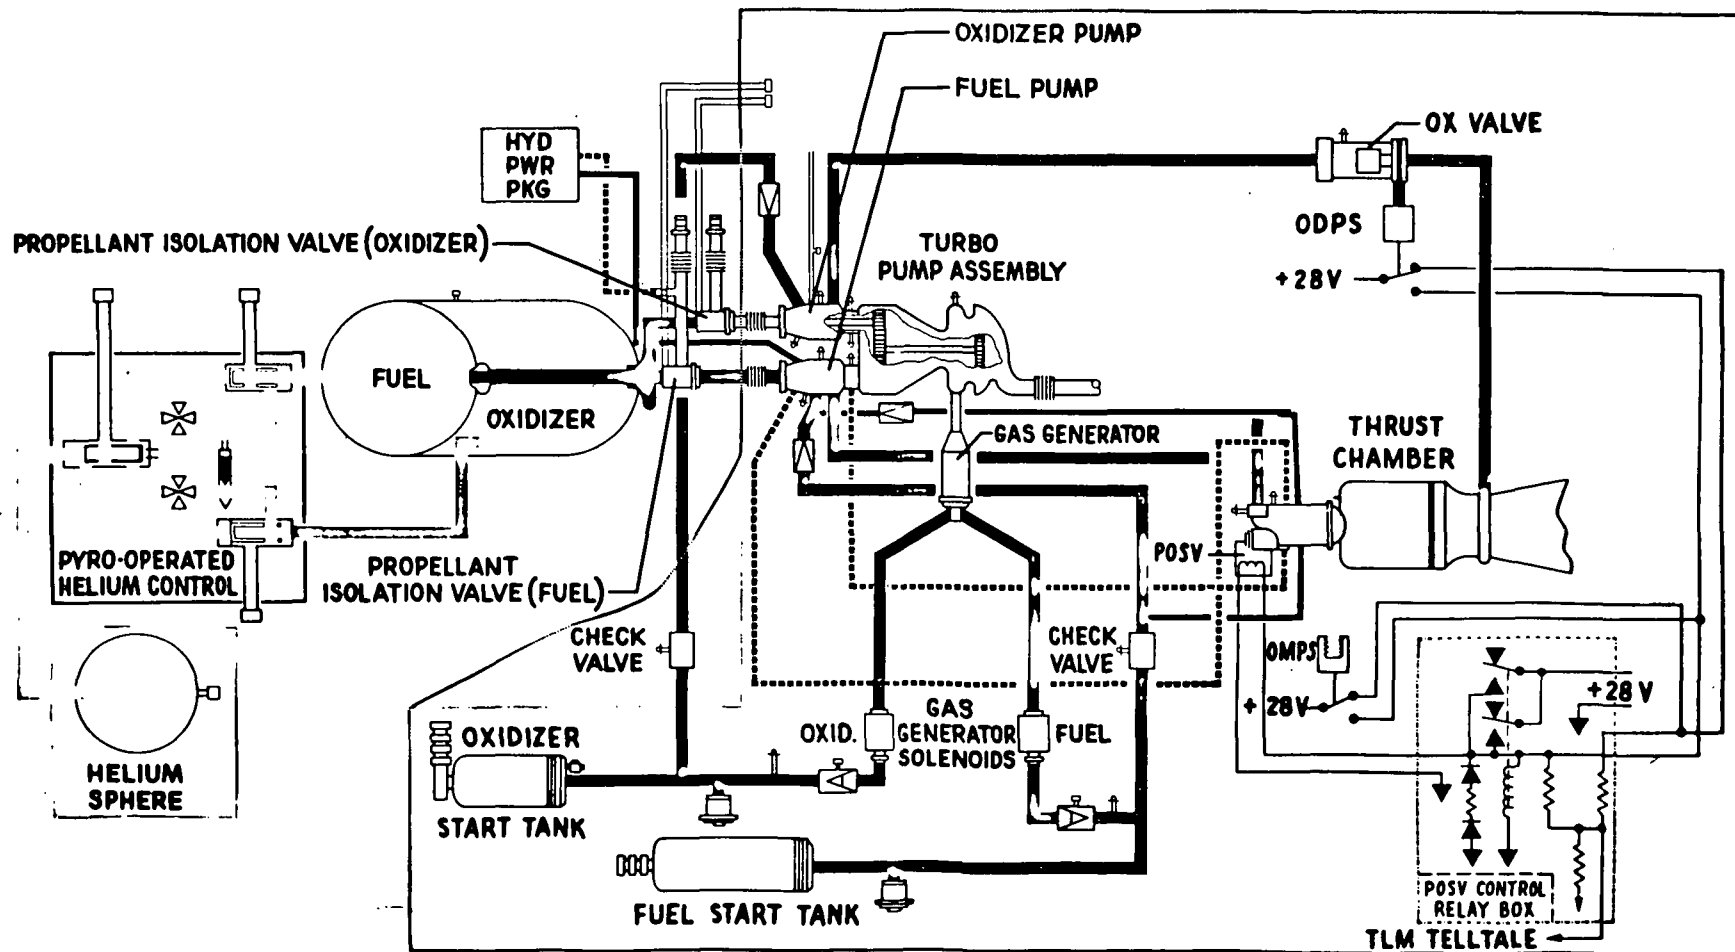 OXIDIZER PUMP
FUEL PUMP
OX VALVE
HYD
PWR
PKG
ODPS
PROPELLANT ISOLATION VALVE (OXIDIZER)
TURBO
PUMP ASSEMBLY
+28V
FUEL
OXIDIZER
GAS GENERATOR
THRUST
CHAMBER
PYRO-OPERATED
HELIUM CONTROL
PROPELLANT
ISOLATION VALVE (FUEL)
POSV
CHECK
VALVE
CHECK
VALVE
OMPS
+28V
+28V
OXID.
GAS
GENERATOR
SOLENOIDS
FUEL
OXIDIZER
START TANK
HELIUM
SPHERE
FUEL START TANK
POSV CONTROL
RELAY BOX
TLM TELLTALE